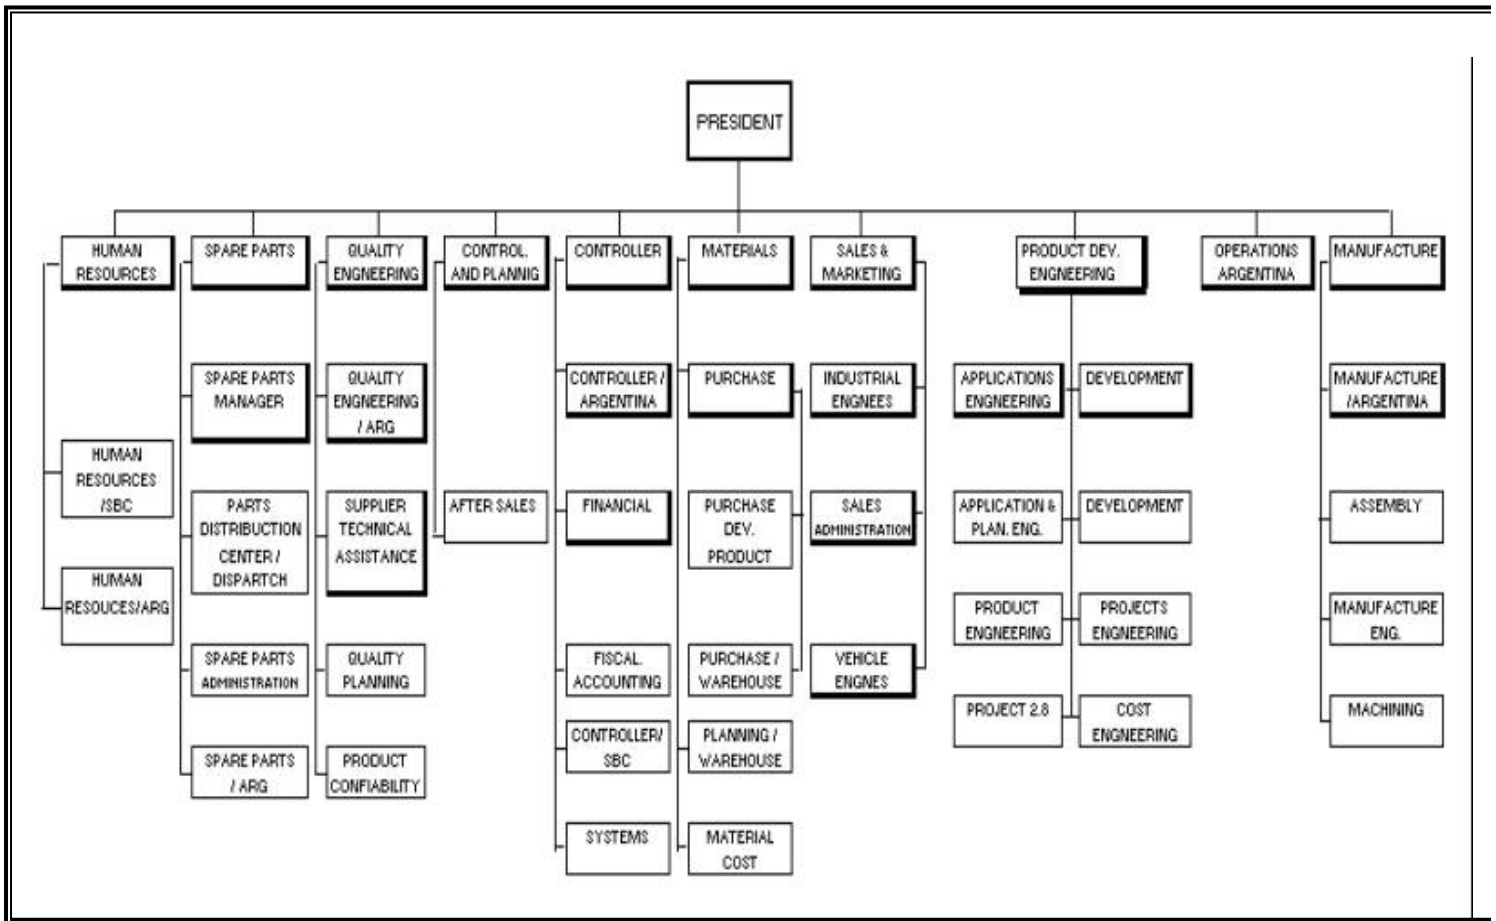 PRESIDENT
HUMAN
RESOURCES
SPARE PARTS
QUALITY
ENGINEERING
CONTROL.
AND PLANNIG
CONTROLLER
MATERIALS
SALES &
MARKETING
PRODUCT DEV.
ENGINEERING
OPERATIONS
ARGENTINA
MANUFACTURE
SPARE PARTS
MANAGER
QUALITY
ENGINEERING
/ ARG
CONTROLLER /
ARGENTINA
PURCHASE
INDUSTRIAL
ENGNEES
APPLICATIONS
ENGINEERING
DEVELOPMENT
MANUFACTURE
/ARGENTINA
HUMAN
RESOURCES
/SBC
PARTS
DISTRIBUCTION
CENTER /
DISPARTCH
SUPPLIER
TECHNICAL
ASSISTANCE
AFTER SALES
FINANCIAL
PURCHASE
DEV.
PRODUCT
SALES
ADMINISTRATION
APPLICATION &
PLAN. ENG.
DEVELOPMENT
ASSEMBLY
HUMAN
RESOUCES/ARG
PRODUCT
ENGNEERING
PROJECTS
ENGNEERING
MANUFACTURE
ENG.
SPARE PARTS
ADMINISTRATION
QUALITY
PLANNING
FISCAL.
ACCOUNTING
PURCHASE /
WAREHOUSE
VEHICLE
ENGNES
PROJECT 2.8
COST
ENGNEERING
MACHINING
SPARE PARTS
/ ARG
PRODUCT
CONFIABILITY
CONTROLLER/
SBC
PLANNING /
WAREHOUSE
SYSTEMS
MATERIAL
COST